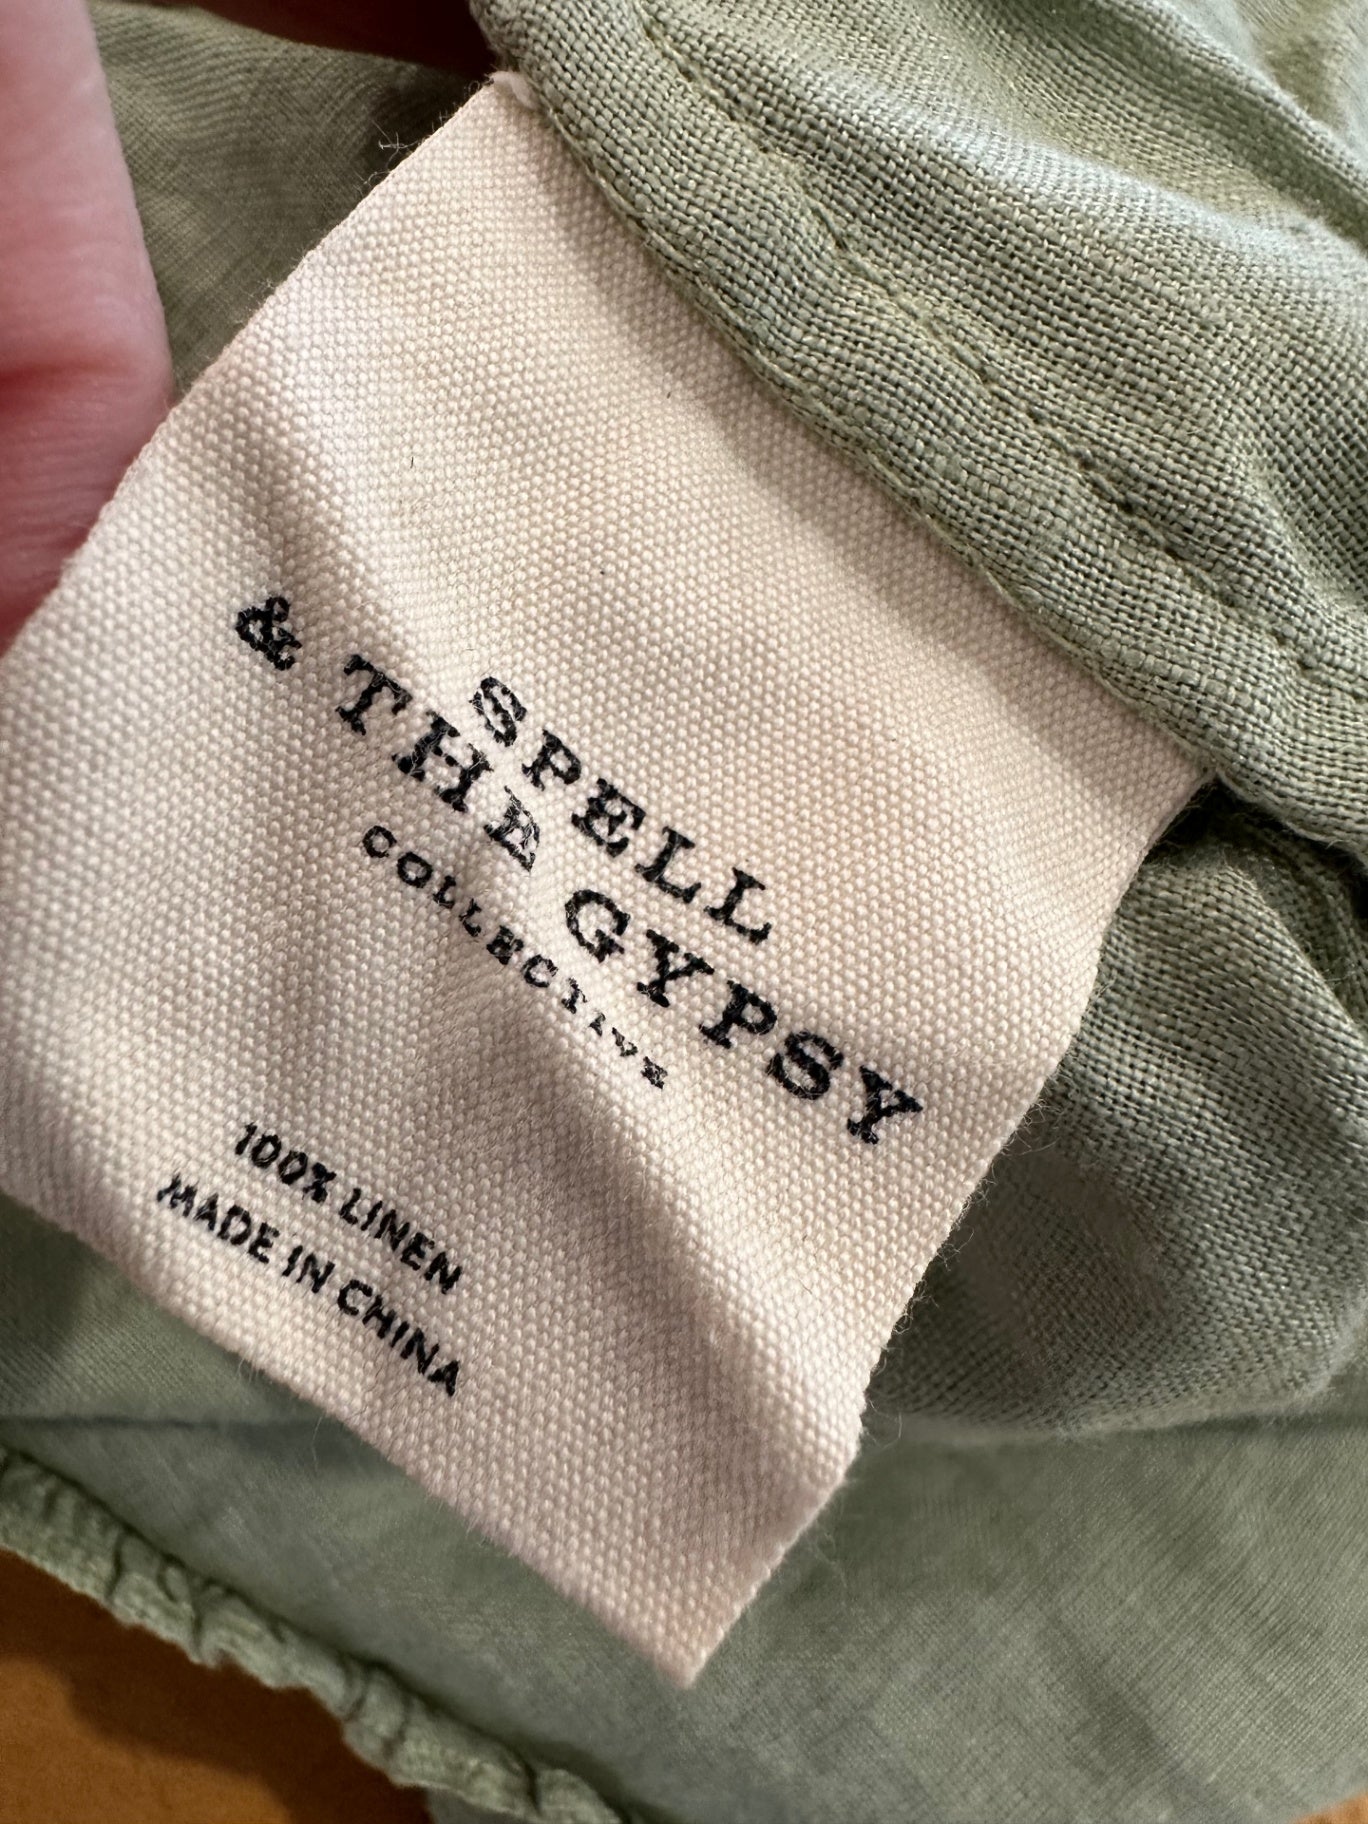 SPELL
& THE GYPSY
COLLECTIVE
100% LINEN
MADE IN CHINA